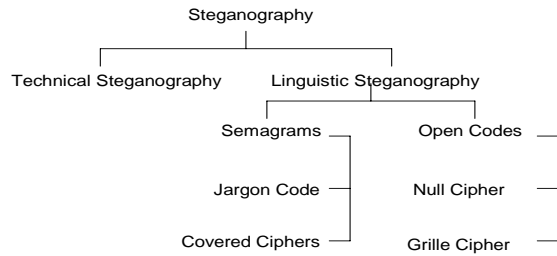 Steganography
Technical Steganography Linguistic Steganography
Semagrams Open Codes
Jargon Code Null Cipher
Covered Ciphers Grille Cipher